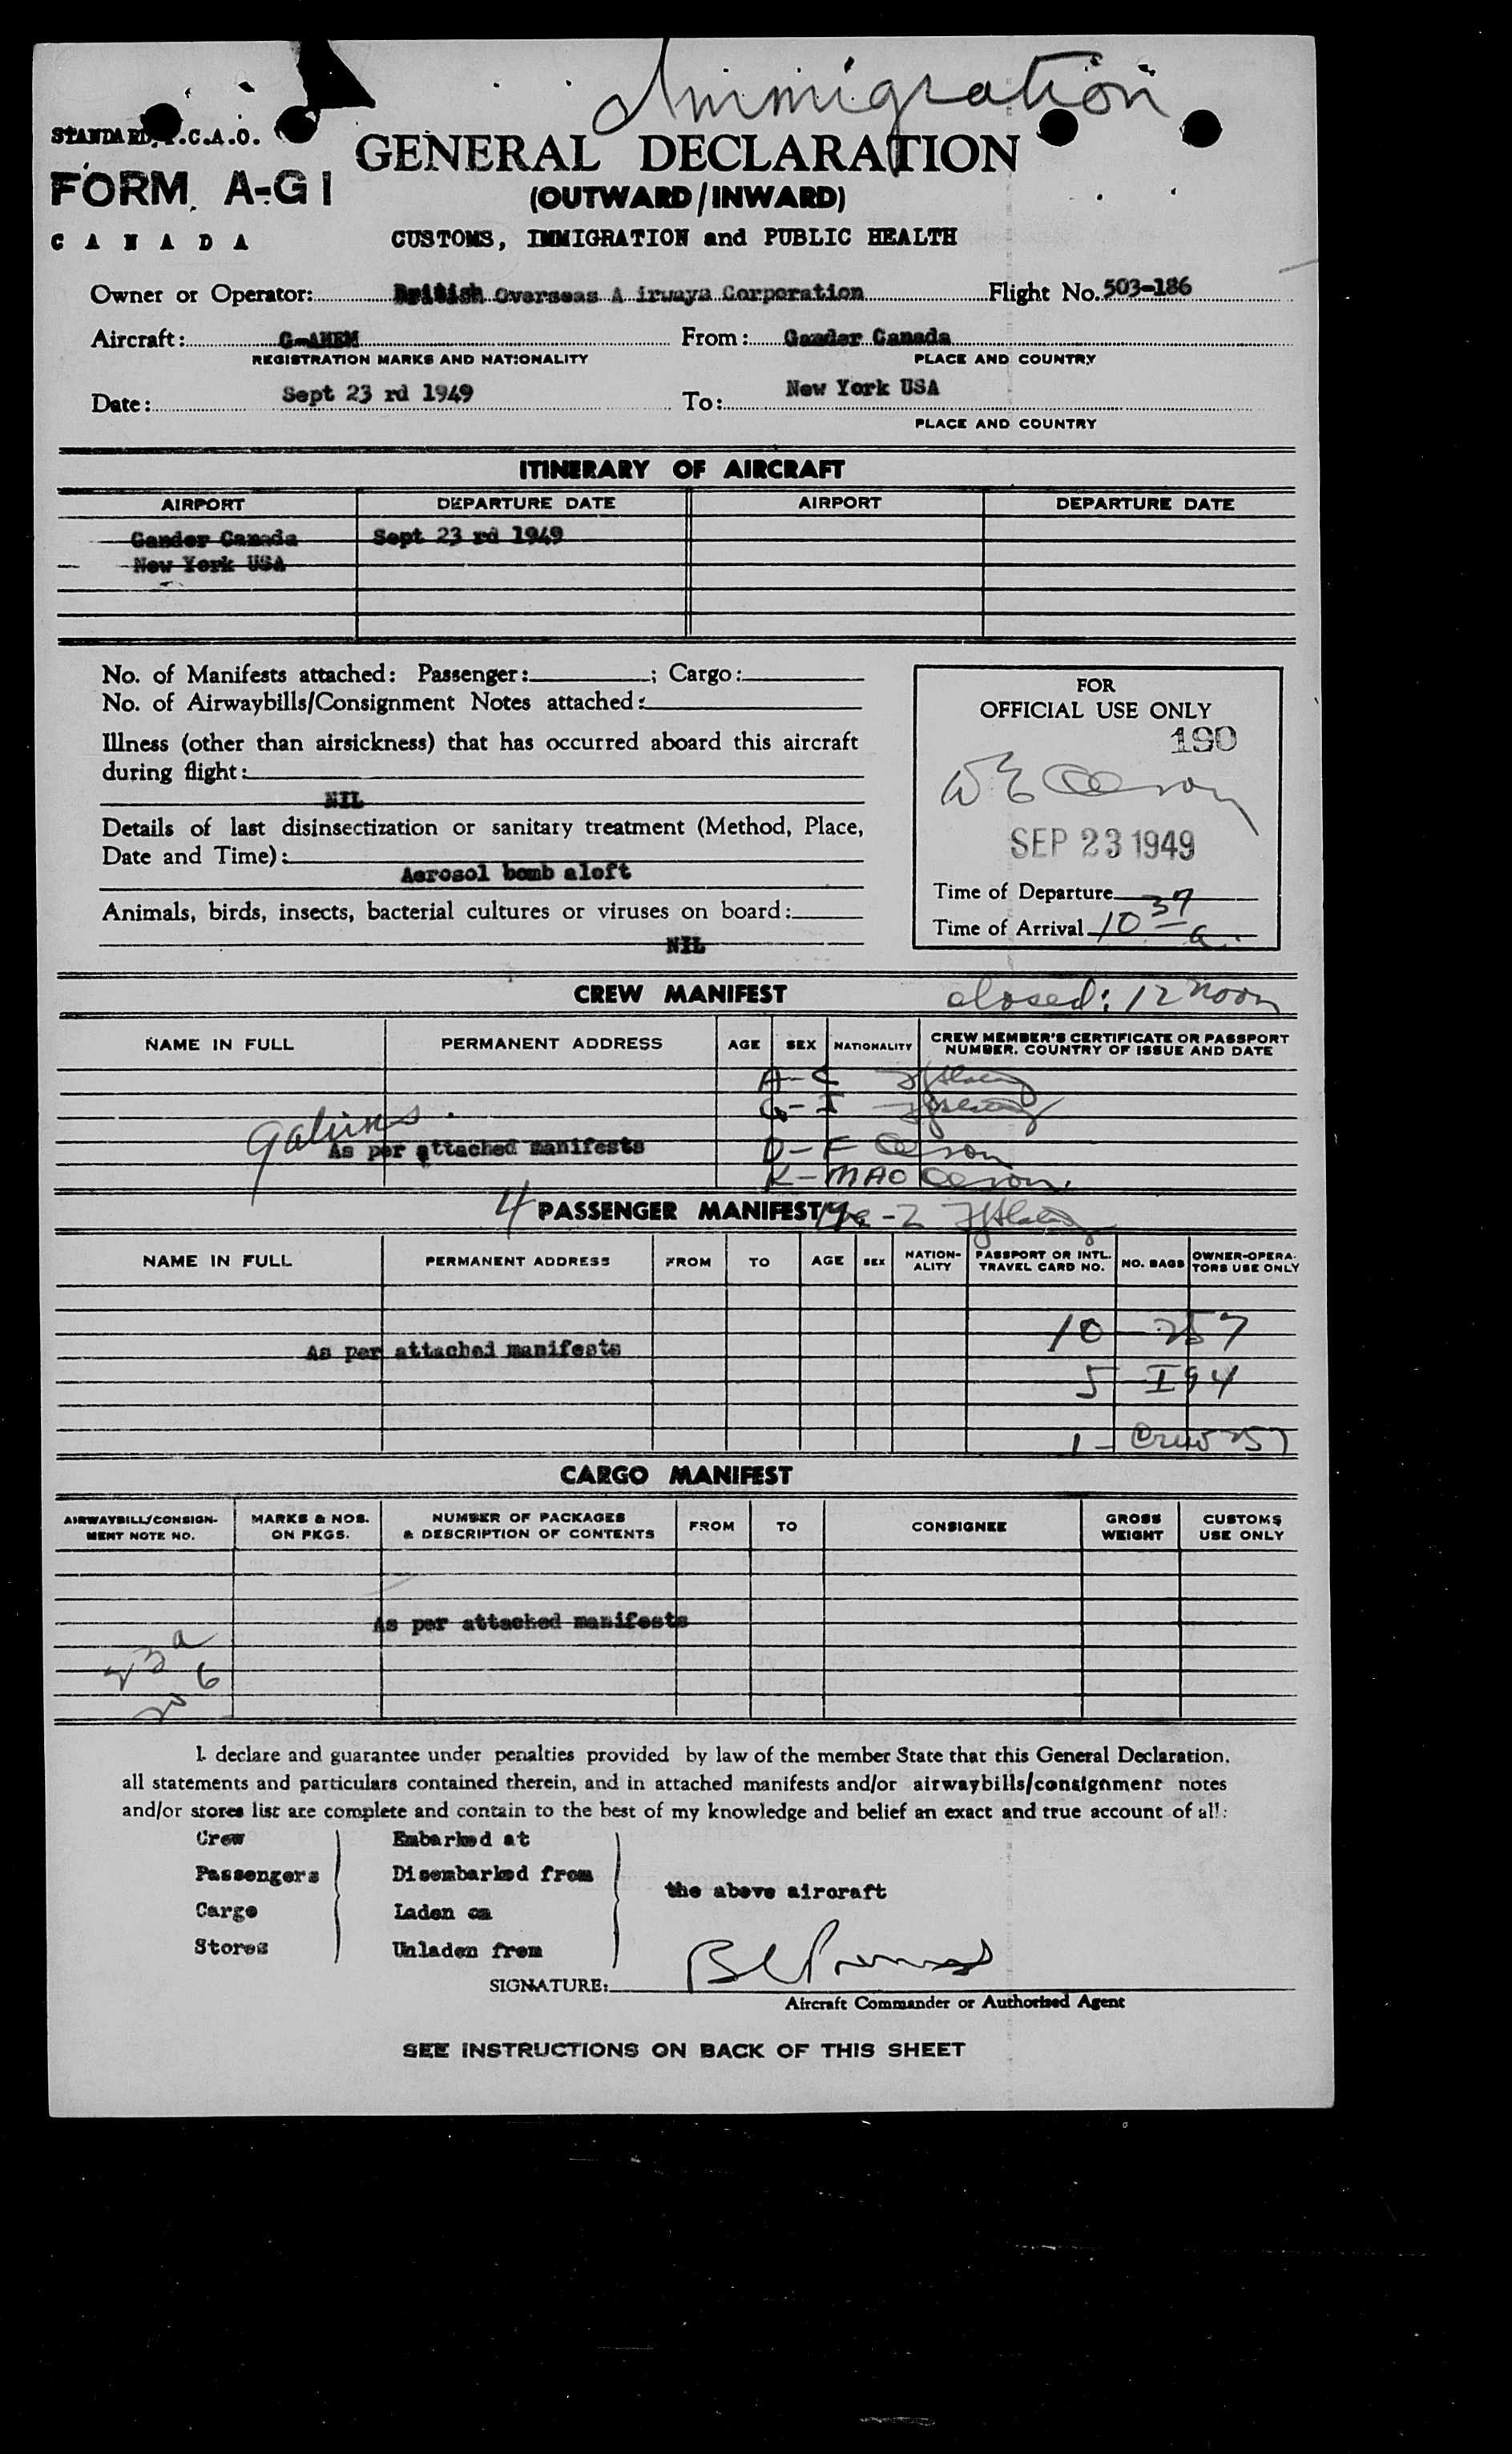 Immigration
STANDARD, I.C.A.O.
GENERAL DECLARATION
FORM A-G1
(OUTWARD/INWARD)
C A N A D A
CUSTOMS, IMMIGRATION and PUBLIC HEALTH
Owner or Operator: British Overseas A irways Corporation Flight No. 503-186
Aircraft: G-AHEM From: Gander Canada
REGISTRATION MARKS AND NATIONALITY PLACE AND COUNTRY
Date: Sept 23 rd 1949 To: New York USA
PLACE AND COUNTRY
ITINERARY OF AIRCRAFT
AIRPORT DEPARTURE DATE AIRPORT DEPARTURE DATE
Gander Canada Sept 23 rd 1949
New York USA
No. of Manifests attached: Passenger: ; Cargo:
No. of Airwaybills/Consignment Notes attached:
Illness (other than airsickness) that has occurred aboard this aircraft
during flight:
NIL
Details of last disinsectization or sanitary treatment (Method, Place,
Date and Time):
Aerosol bomb aloft
Animals, birds, insects, bacterial cultures or viruses on board:
NIL
FOR
OFFICIAL USE ONLY
190
W E Olson
SEP 23 1949
Time of Departure
Time of Arrival 10 37 a.
CREW MANIFEST closed: 12 noon
NAME IN FULL PERMANENT ADDRESS AGE SEX NATIONALITY CREW MEMBER'S CERTIFICATE OR PASSPORT
NUMBER. COUNTRY OF ISSUE AND DATE
A-C
G-J
As per attached manifests D-F Olson
K-MAC Olson.
4 PASSENGER MANIFEST
NAME IN FULL PERMANENT ADDRESS FROM TO AGE SEX NATION-
ALITY PASSPORT OR INTL.
TRAVEL CARD NO. NO. BAGS OWNER-OPERA-
TORS USE ONLY
10 - 257
As per attached manifests
5 - I94
1 - Crew 257
CARGO MANIFEST
AIRWAYBILL/CONSIGN-
MENT NOTE NO. MARKS & NOS.
ON PKGS. NUMBER OF PACKAGES
& DESCRIPTION OF CONTENTS FROM TO CONSIGNEE GROSS
WEIGHT CUSTOMS
USE ONLY
As per attached manifests
I. declare and guarantee under penalties provided by law of the member State that this General Declaration.
all statements and particulars contained therein, and in attached manifests and/or airwaybills/consignment notes
and/or stores list are complete and contain to the best of my knowledge and belief an exact and true account of all:
Crew Embarked at
Passengers Disembarked from
the above aircraft
Cargo Laden on
Stores Unladen from
SIGNATURE:
Aircraft Commander or Authorised Agent
SEE INSTRUCTIONS ON BACK OF THIS SHEET